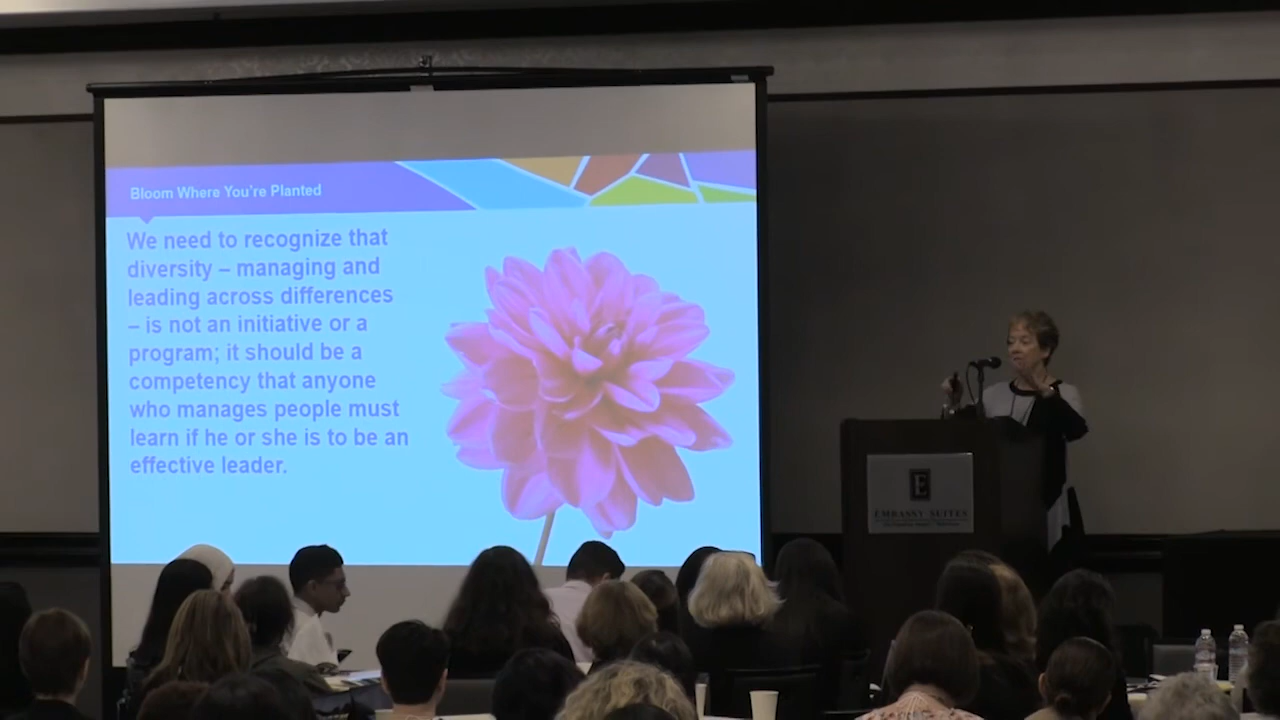 Bloom Where You're Planted
We need to recognize that
diversity – managing and
leading across differences
– is not an initiative or a
program; it should be a
competency that anyone
who manages people must
learn if he or she is to be an
effective leader.
E
EMBASSY SUITES